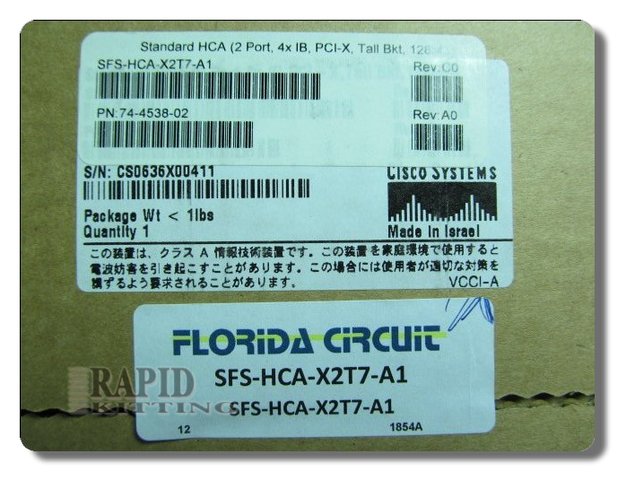 Standard HCA (2 Port, 4x IB, PCI-X, Tall Bkt,
SFS-HCA-X2T7-A1
Rev:C0
PN:74-4538-02
Rev:A0
S/N: CS0636X00411
CISCO SYSTEMS
Package Wt < 1lbs
Quantity 1
Made in Israel
この装置は、クラス A 情報技術装置です。この装置を家庭環境で使用すると
電波妨害を引き起こすことがあります。この場合には使用者が適切な対策を
講ずるよう要求されることがあります。
VCCI-A
FLORIDA CIRCUIT
SFS-HCA-X2T7-A1
SFS-HCA-X2T7-A1
12
1854A
RAPID
KITTING